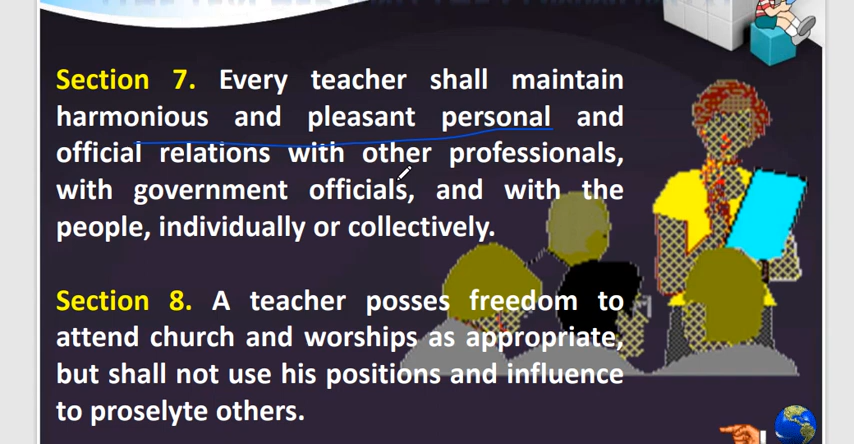 Section 7. Every teacher shall maintain
harmonious and pleasant personal and
official relations with other professionals,
with government officials, and with the
people, individually or collectively.
Section 8. A teacher posses freedom to
attend church and worships as appropriate,
but shall not use his positions and influence
to proselyte others.